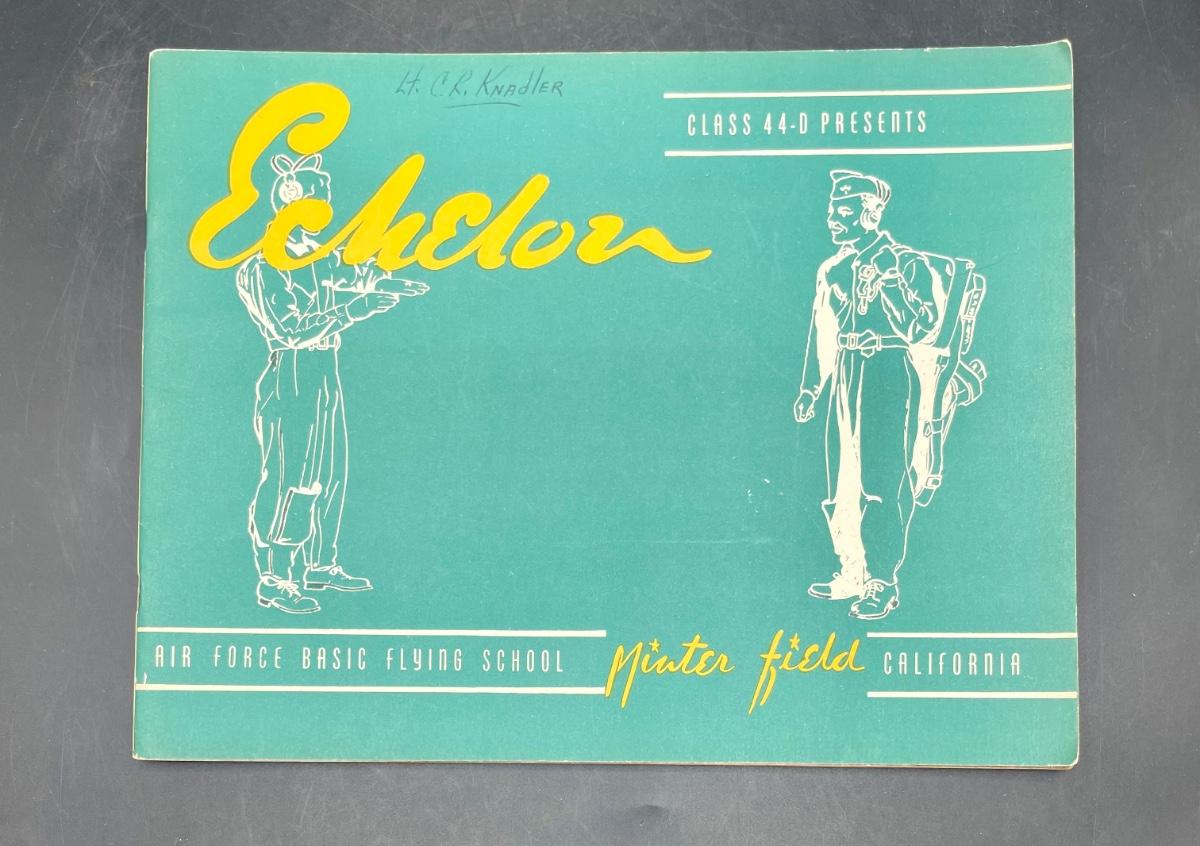 Lt. C. R. Knadler
CLASS 44-D PRESENTS
Echelon
AIR FORCE BASIC FLYING SCHOOL Minter Field CALIFORNIA